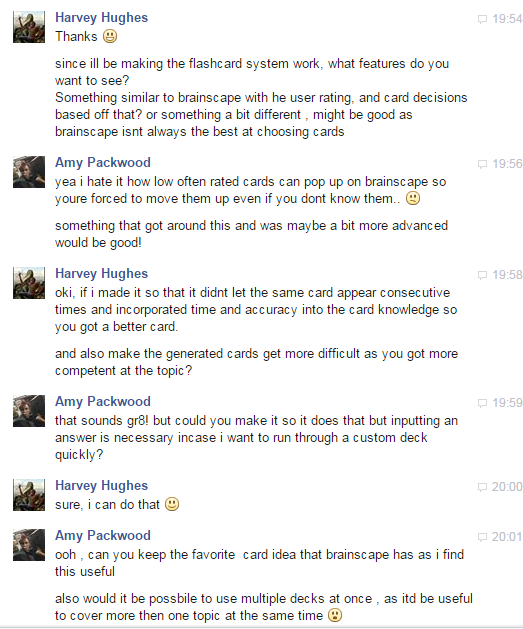 Harvey Hughes 19:54
Thanks
since ill be making the flashcard system work, what features do you
want to see?
Something similar to brainscape with he user rating, and card decisions
based off that? or something a bit different , might be good as
brainscape isnt always the best at choosing cards
Amy Packwood 19:56
yea i hate it how low often rated cards can pop up on brainscape so
youre forced to move them up even if you dont know them..
something that got around this and was maybe a bit more advanced
would be good!
Harvey Hughes 19:58
oki, if i made it so that it didnt let the same card appear consecutive
times and incorporated time and accuracy into the card knowledge so
you got a better card.
and also make the generated cards get more difficult as you got more
competent at the topic?
Amy Packwood 19:59
that sounds gr8! but could you make it so it does that but inputting an
answer is necessary incase i want to run through a custom deck
quickly?
Harvey Hughes 20:00
sure, i can do that
Amy Packwood 20:01
ooh , can you keep the favorite card idea that brainscape has as i find
this useful
also would it be possbile to use multiple decks at once , as itd be useful
to cover more then one topic at the same time